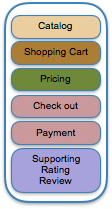 Catalog
Shopping Cart
Pricing
Check out
Payment
Supporting
Rating
Review